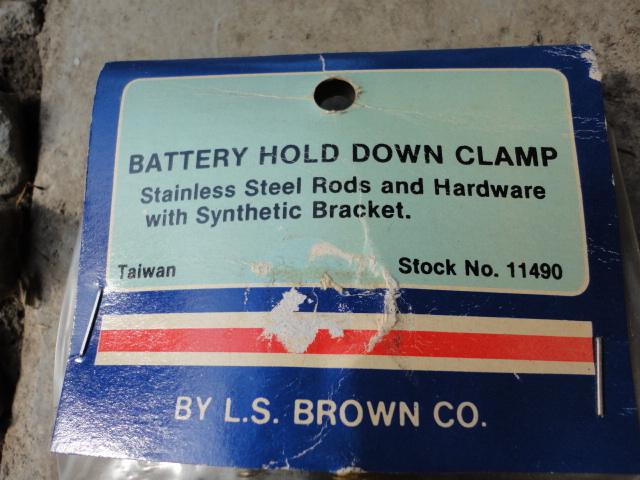 BATTERY HOLD DOWN CLAMP
Stainless Steel Rods and Hardware
with Synthetic Bracket.
Taiwan Stock No. 11490
BY L.S. BROWN CO.